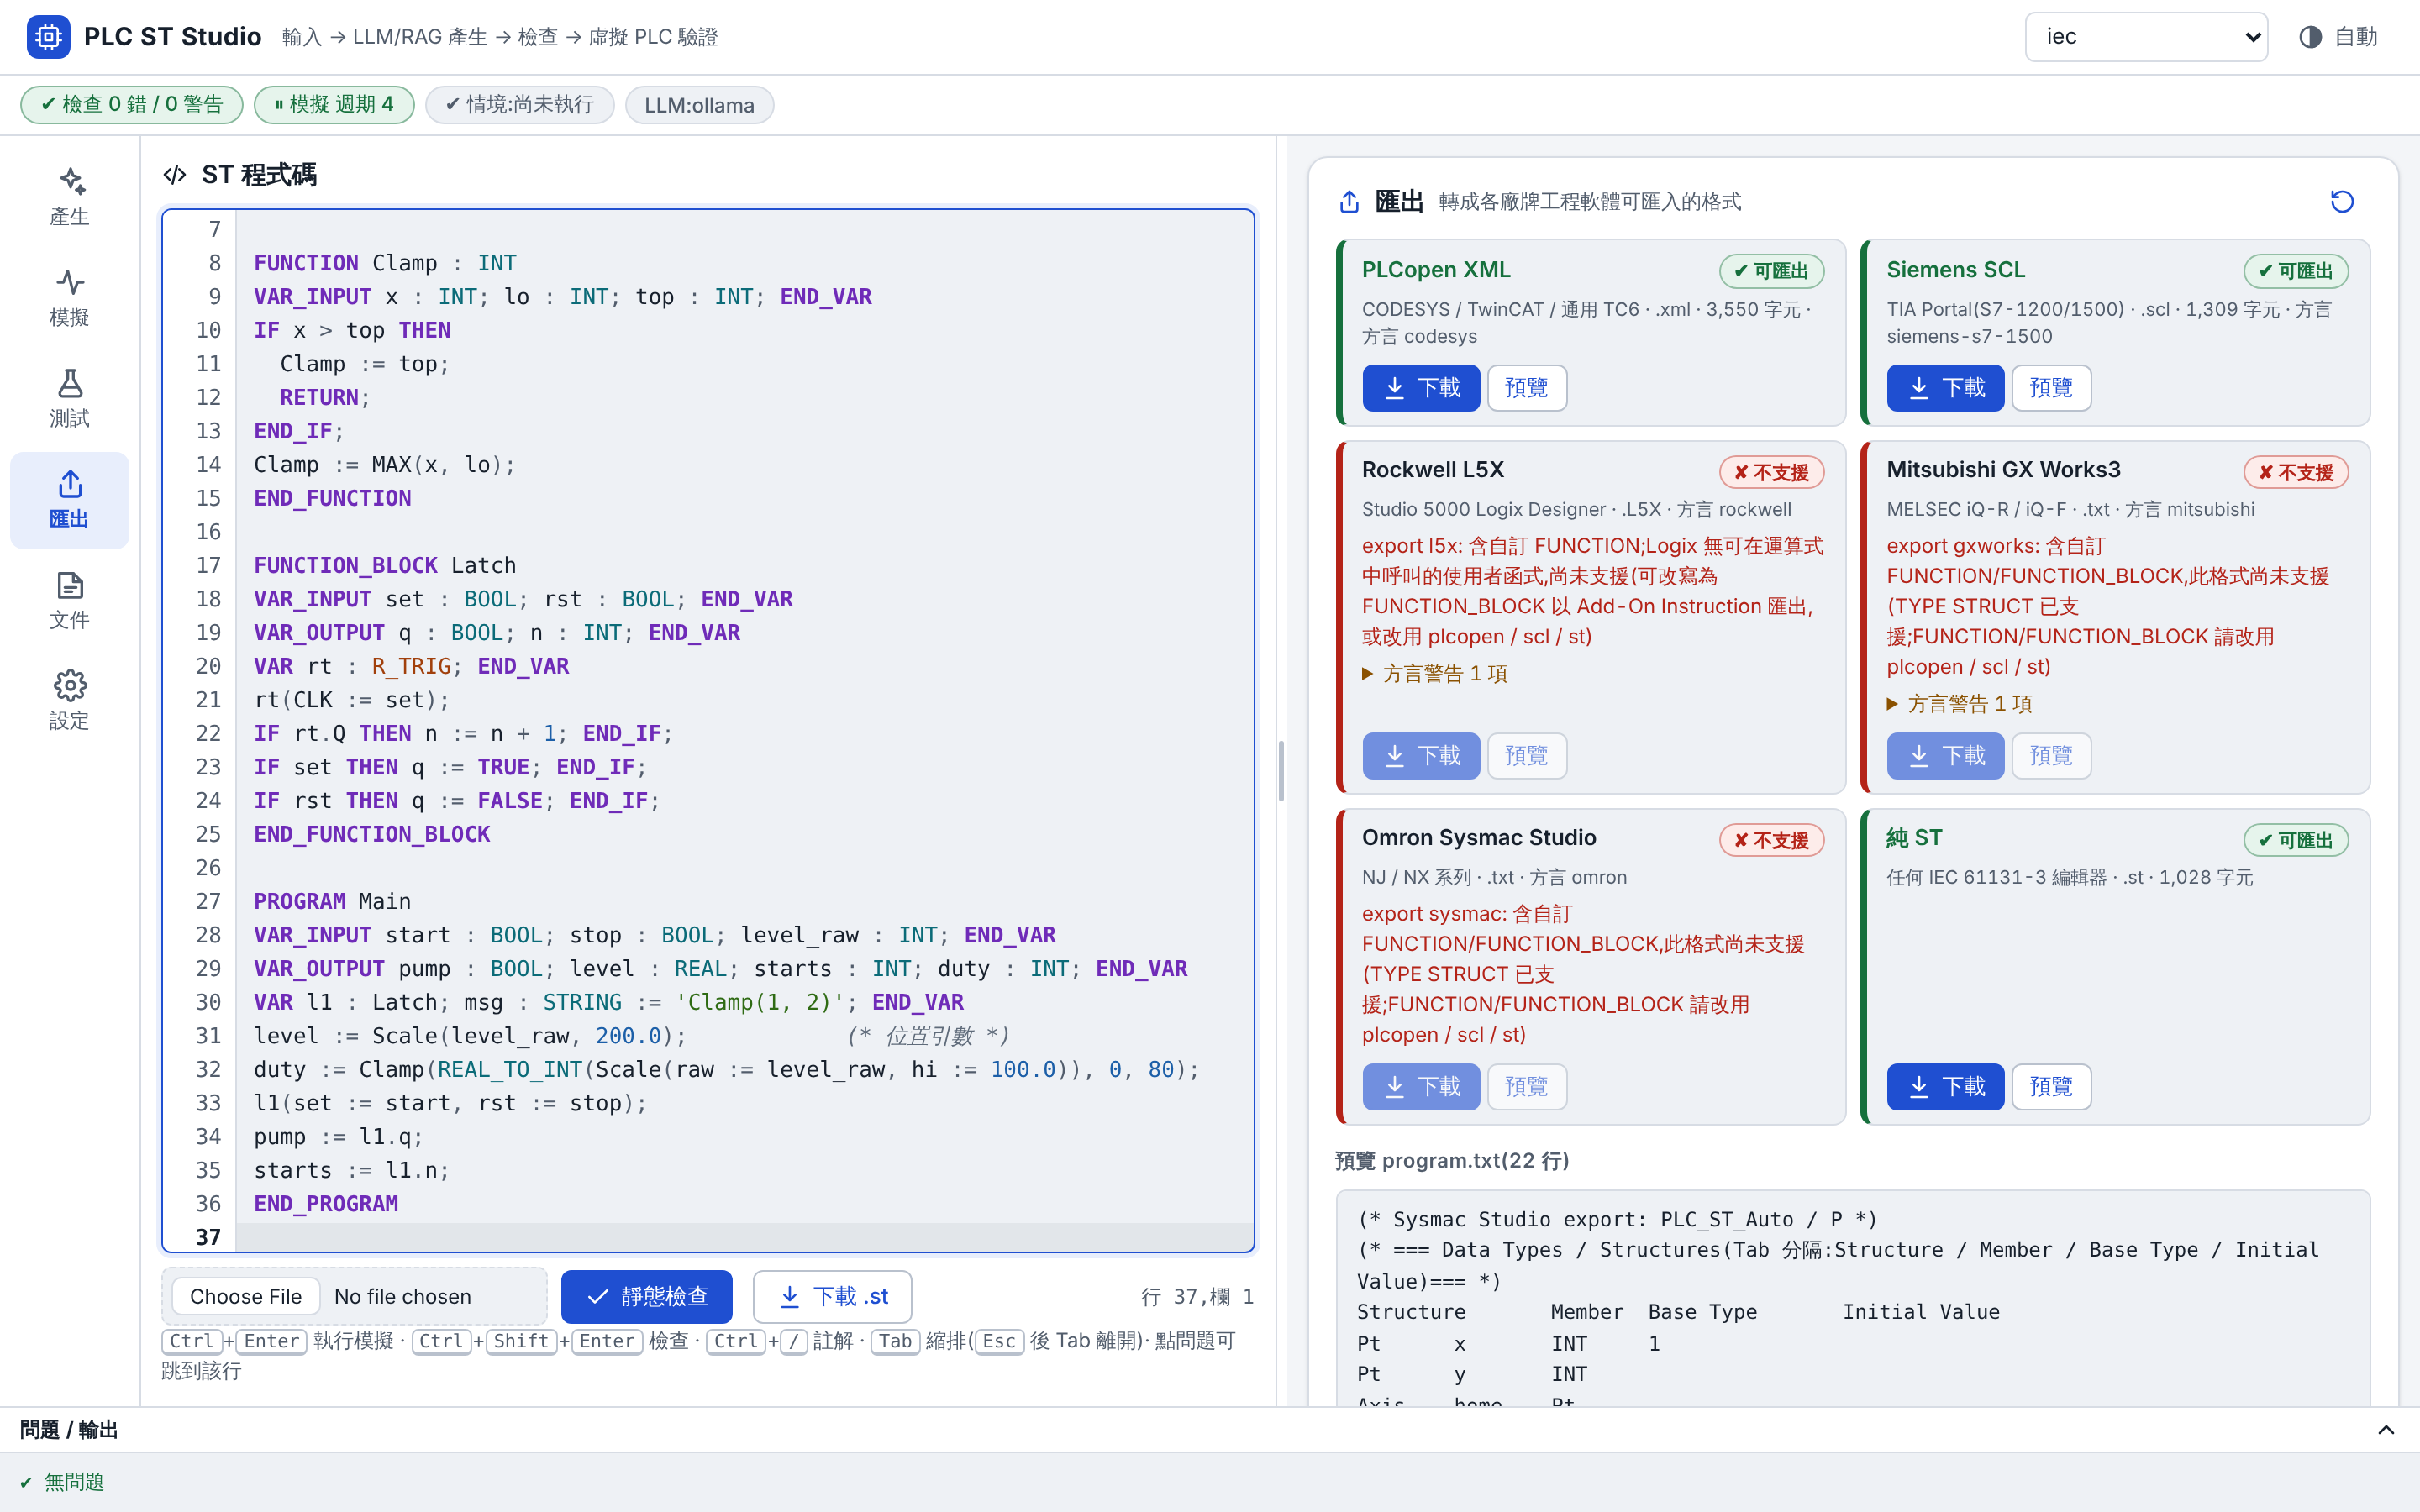 PLC ST Studio 輸入 → LLM/RAG 產生 → 檢查 → 虛擬 PLC 驗證
iec
自動
✔ 檢查 0 錯 / 0 警告
⏸ 模擬 週期 4
✔ 情境:尚未執行
LLM:ollama
產生
模擬
測試
匯出
文件
設定
ST 程式碼
7
8 FUNCTION Clamp : INT
9 VAR_INPUT x : INT; lo : INT; top : INT; END_VAR
10 IF x > top THEN
11   Clamp := top;
12   RETURN;
13 END_IF;
14 Clamp := MAX(x, lo);
15 END_FUNCTION
16
17 FUNCTION_BLOCK Latch
18 VAR_INPUT set : BOOL; rst : BOOL; END_VAR
19 VAR_OUTPUT q : BOOL; n : INT; END_VAR
20 VAR rt : R_TRIG; END_VAR
21 rt(CLK := set);
22 IF rt.Q THEN n := n + 1; END_IF;
23 IF set THEN q := TRUE; END_IF;
24 IF rst THEN q := FALSE; END_IF;
25 END_FUNCTION_BLOCK
26
27 PROGRAM Main
28 VAR_INPUT start : BOOL; stop : BOOL; level_raw : INT; END_VAR
29 VAR_OUTPUT pump : BOOL; level : REAL; starts : INT; duty : INT; END_VAR
30 VAR l1 : Latch; msg : STRING := 'Clamp(1, 2)'; END_VAR
31 level := Scale(level_raw, 200.0);            (* 位置引數 *)
32 duty := Clamp(REAL_TO_INT(Scale(raw := level_raw, hi := 100.0)), 0, 80);
33 l1(set := start, rst := stop);
34 pump := l1.q;
35 starts := l1.n;
36 END_PROGRAM
37
Choose File No file chosen
靜態檢查
下載 .st
行 37,欄 1
Ctrl+Enter 執行模擬 · Ctrl+Shift+Enter 檢查 · Ctrl+/ 註解 · Tab 縮排(Esc 後 Tab 離開)· 點問題可
跳到該行
匯出 轉成各廠牌工程軟體可匯入的格式
PLCopen XML
✔ 可匯出
CODESYS / TwinCAT / 通用 TC6 · .xml · 3,550 字元 ·
方言 codesys
下載
預覽
Siemens SCL
✔ 可匯出
TIA Portal(S7-1200/1500) · .scl · 1,309 字元 · 方言
siemens-s7-1500
下載
預覽
Rockwell L5X
✘ 不支援
Studio 5000 Logix Designer · .L5X · 方言 rockwell
export l5x: 含自訂 FUNCTION;Logix 無可在運算式
中呼叫的使用者函式,尚未支援(可改寫為
FUNCTION_BLOCK 以 Add-On Instruction 匯出,
或改用 plcopen / scl / st)
▶ 方言警告 1 項
下載
預覽
Mitsubishi GX Works3
✘ 不支援
MELSEC iQ-R / iQ-F · .txt · 方言 mitsubishi
export gxworks: 含自訂
FUNCTION/FUNCTION_BLOCK,此格式尚未支援
(TYPE STRUCT 已支
援;FUNCTION/FUNCTION_BLOCK 請改用
plcopen / scl / st)
▶ 方言警告 1 項
下載
預覽
Omron Sysmac Studio
✘ 不支援
NJ / NX 系列 · .txt · 方言 omron
export sysmac: 含自訂
FUNCTION/FUNCTION_BLOCK,此格式尚未支援
(TYPE STRUCT 已支
援;FUNCTION/FUNCTION_BLOCK 請改用
plcopen / scl / st)
下載
預覽
純 ST
✔ 可匯出
任何 IEC 61131-3 編輯器 · .st · 1,028 字元
下載
預覽
預覽 program.txt(22 行)
(* Sysmac Studio export: PLC_ST_Auto / P *)
(* === Data Types / Structures(Tab 分隔:Structure / Member / Base Type / Initial
Value)=== *)
Structure Member Base Type Initial Value
Pt x INT 1
Pt y INT
Axis home Pt
問題 / 輸出
✔ 無問題